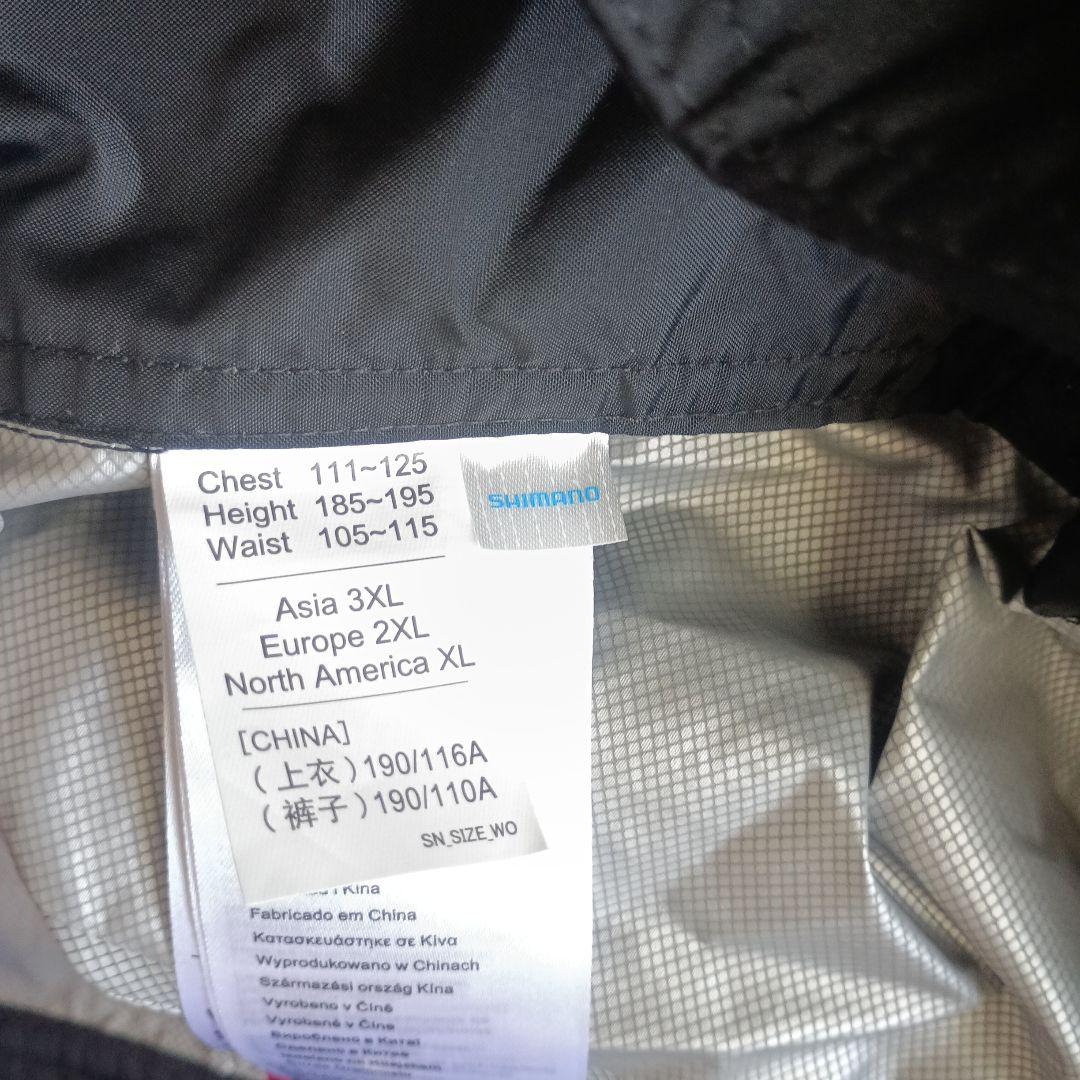 Chest 111~125
Height 185~195
Waist 105~115
SHIMANO
Asia 3XL
Europe 2XL
North America XL
[CHINA]
(上衣)190/116A
(裤子)190/110A
SN_SIZE_WO
Kina
Fabricado em China
Κατασκευάστηκε σε Κίνα
Wyprodukowano w Chinach
Származási ország Kína
Vyrobeno v Číně
Vyrobené v Číne